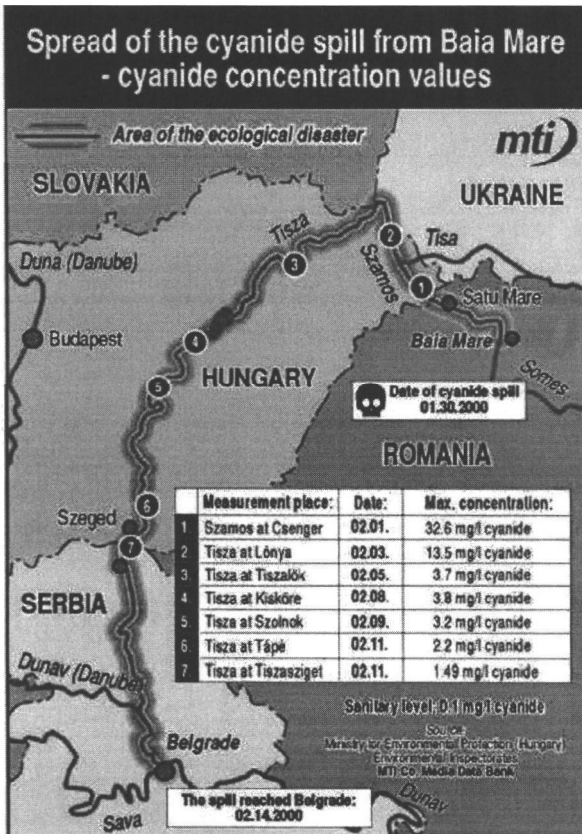 Spread of the cyanide spill from Baia Mare
- cyanide concentration values
Area of the ecological disaster
mti
SLOVAKIA
UKRAINE
Tisza
2
Tisa
3
Szamos
Duna (Danube)
1
Satu Mare
Budapest
4
Baia Mare
HUNGARY
Somes
5
Date of cyanide spill
01.30.2000
ROMANIA
6
Szeged
7
SERBIA
Measurement place: Date: Max. concentration:
1 Szamos at Csenger 02.01. 32.6 mg/l cyanide
2 Tisza at Lónya 02.03. 13.5 mg/l cyanide
3 Tisza at Tiszalök 02.05. 3.7 mg/l cyanide
4 Tisza at Kisköre 02.08. 3.8 mg/l cyanide
5 Tisza at Szolnok 02.09. 3.2 mg/l cyanide
6 Tisza at Tápé 02.11. 2.2 mg/l cyanide
7 Tisza at Tiszasziget 02.11. 1.49 mg/l cyanide
Dunav (Danube)
Sanitary level: 0.1 mg/l cyanide
Source:
Ministry for Environmental Protection (Hungary)
Environmental Inspectorates
MTI Co. Media Data Bank
Belgrade
The spill reached Belgrade:
02.14.2000
Sava
Dunav